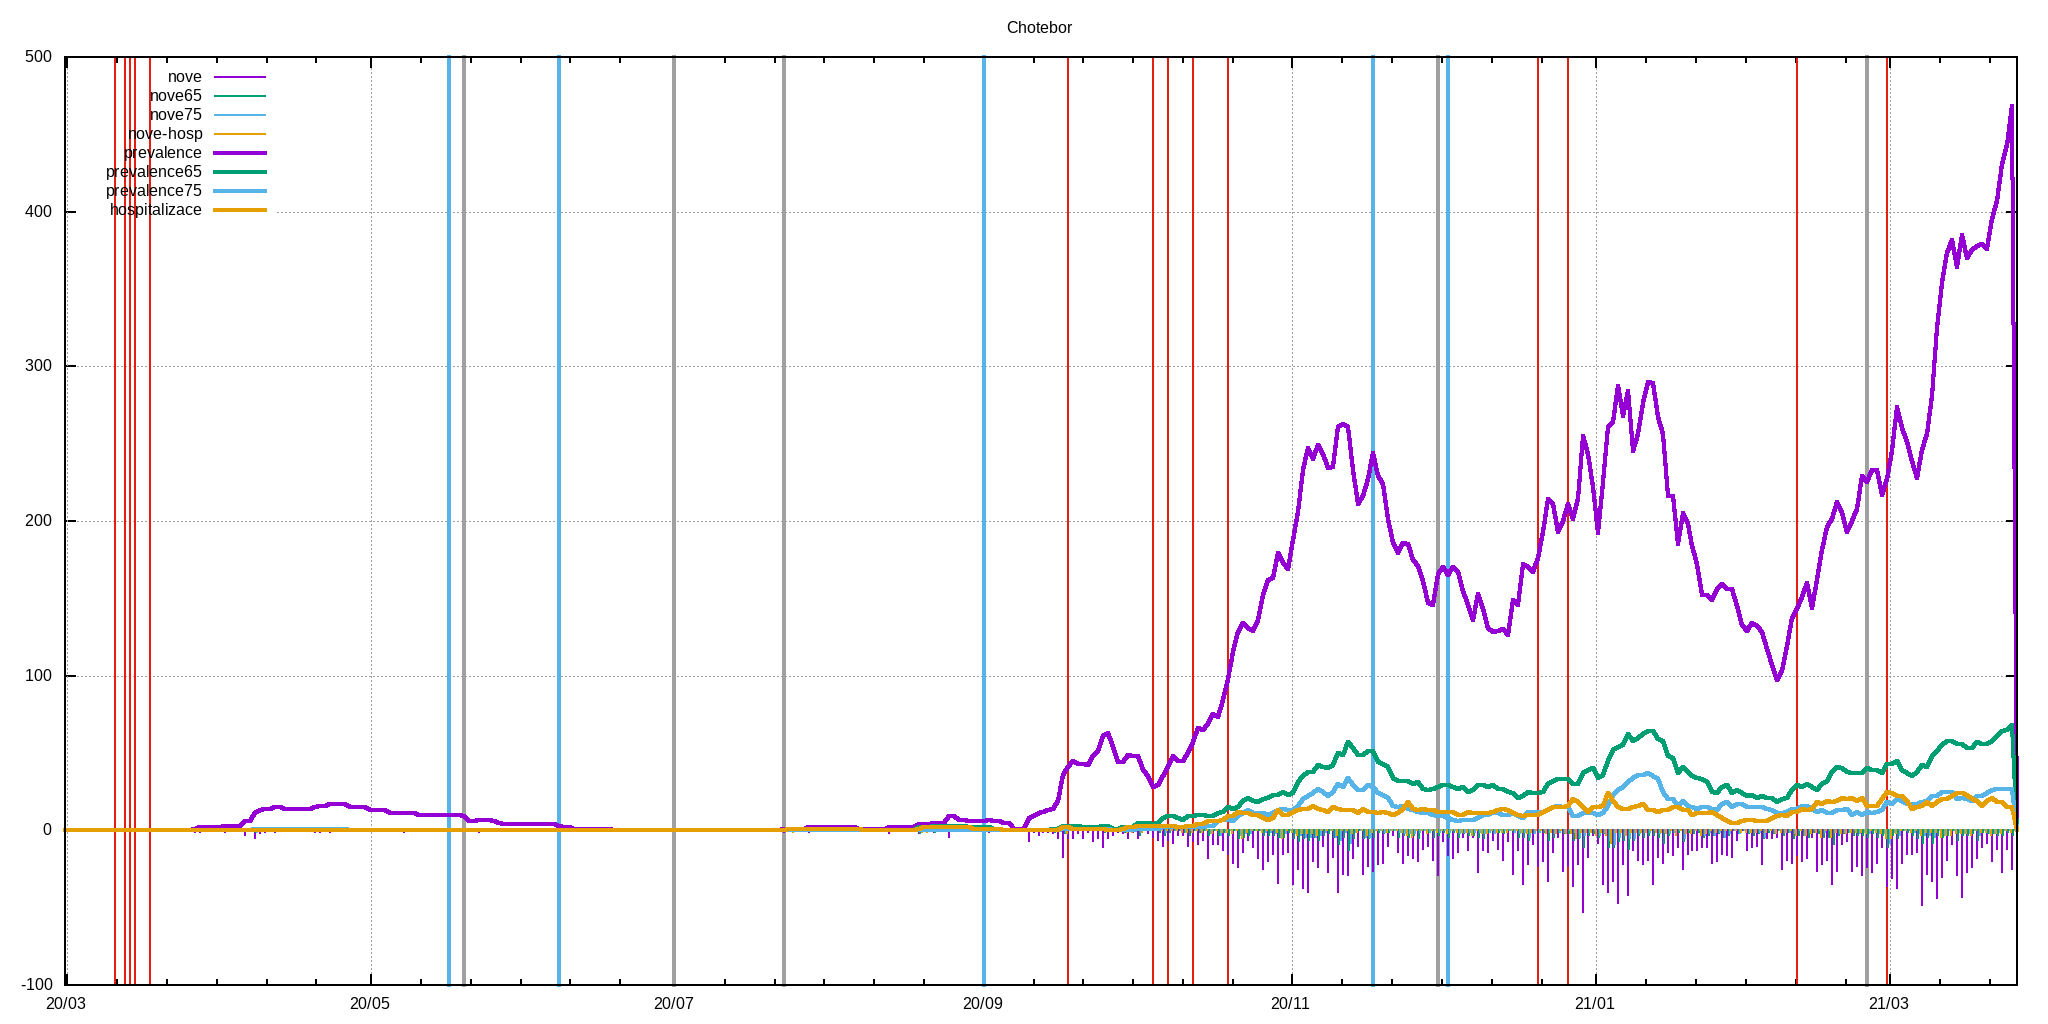 Chotebor
500
nove
nove65
nove75
nove-hosp
prevalence
prevalence65
prevalence75
hospitalizace
400
300
200
100
0
-100
20/03 20/05 20/07 20/09 20/11 21/01 21/03